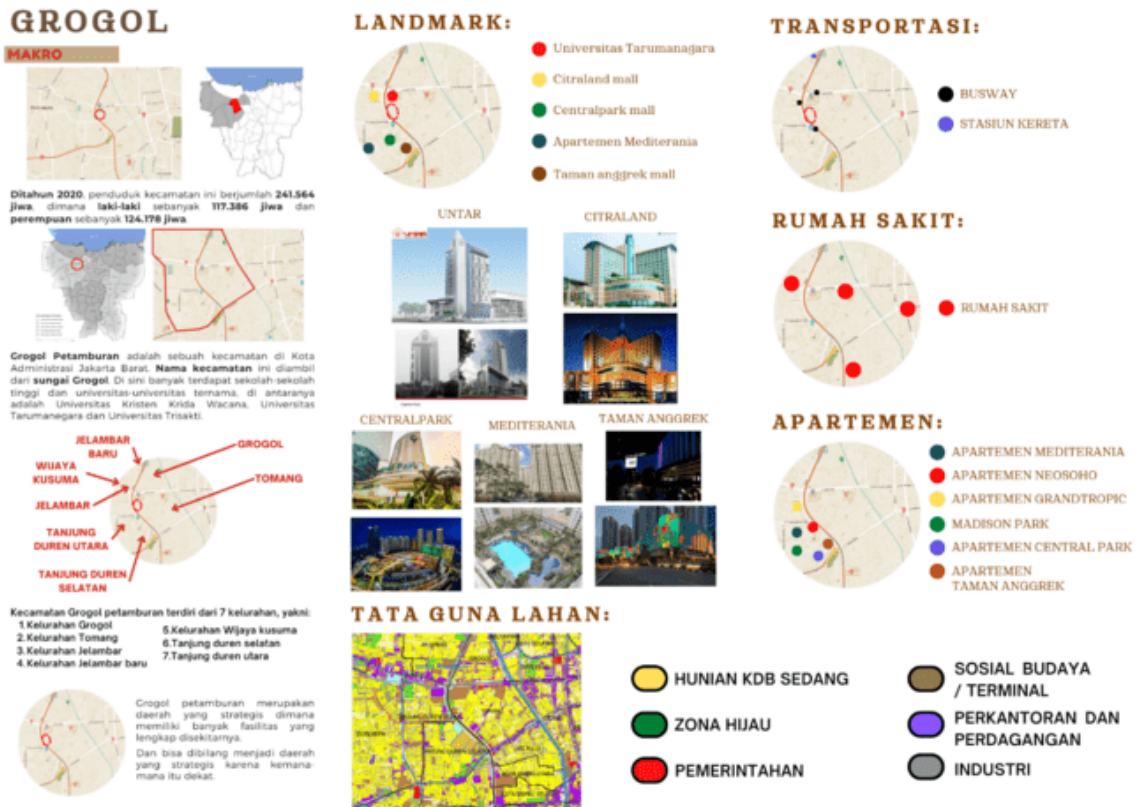 GROGOL
MAKRO
Ditahun 2020, penduduk kecamatan ini berjumlah 241.564
jiwa, dimana laki-laki sebanyak 117.386 jiwa dan
perempuan sebanyak 124.178 jiwa.
Grogol Petamburan adalah sebuah kecamatan di Kota
Administrasi Jakarta Barat. Nama kecamatan ini diambil
dari sungai Grogol. Di sini banyak terdapat sekolah-sekolah
tinggi dan universitas-universitas ternama, di antaranya
adalah Universitas Kristen Krida Wacana, Universitas
Tarumanegara dan Universitas Trisakti.
JELAMBAR
BARU
GROGOL
WIJAYA
KUSUMA
TOMANG
JELAMBAR
TANJUNG
DUREN UTARA
TANJUNG DUREN
SELATAN
Kecamatan Grogol petamburan terdiri dari 7 kelurahan, yakni:
1.Kelurahan Grogol
2.Kelurahan Tomang
3.Kelurahan Jelambar
4.Kelurahan Jelambar baru
5.Kelurahan Wijaya kusuma
6.Tanjung duren selatan
7.Tanjung duren utara
Grogol petamburan merupakan
daerah yang strategis dimana
memiliki banyak fasilitas yang
lengkap disekitarnya.
Dan bisa dibilang menjadi daerah
yang strategis karena kemana-
mana itu dekat.
LANDMARK:
Universitas Tarumanagara
Citraland mall
Centralpark mall
Apartemen Mediterania
Taman anggrek mall
UNTAR
CITRALAND
CENTRALPARK
MEDITERANIA
TAMAN ANGGREK
TATA GUNA LAHAN:
HUNIAN KDB SEDANG
ZONA HIJAU
PEMERINTAHAN
SOSIAL BUDAYA
/ TERMINAL
PERKANTORAN DAN
PERDAGANGAN
INDUSTRI
TRANSPORTASI:
BUSWAY
STASIUN KERETA
RUMAH SAKIT:
RUMAH SAKIT
APARTEMEN:
APARTEMEN MEDITERANIA
APARTEMEN NEOSOHO
APARTEMEN GRANDTROPIC
MADISON PARK
APARTEMEN CENTRAL PARK
APARTEMEN
TAMAN ANGGREK